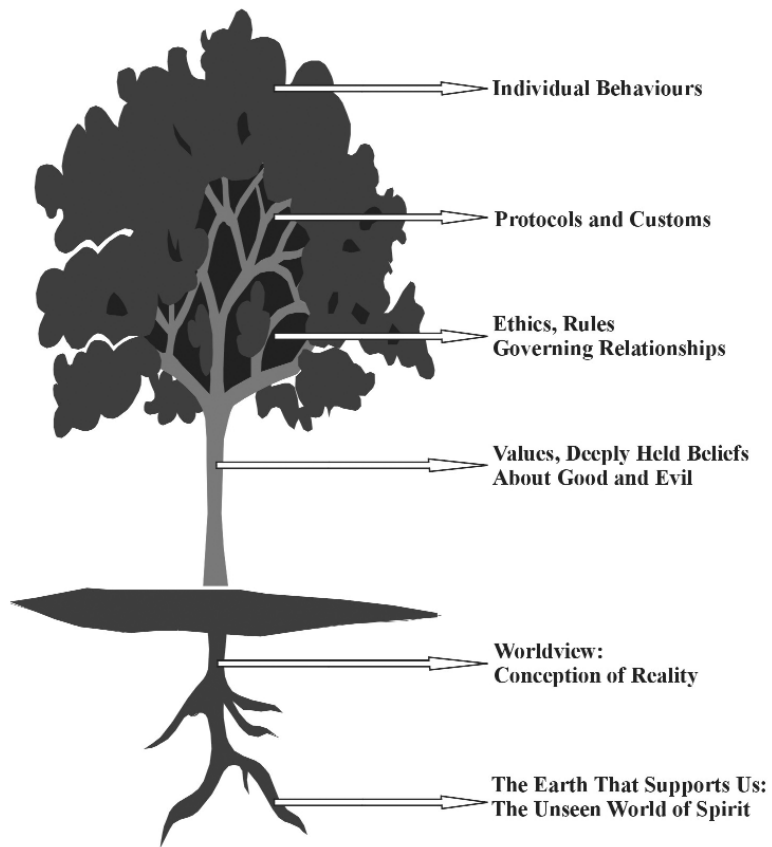 Individual Behaviours
Protocols and Customs
Ethics, Rules
Governing Relationships
Values, Deeply Held Beliefs
About Good and Evil
Worldview:
Conception of Reality
The Earth That Supports Us:
The Unseen World of Spirit